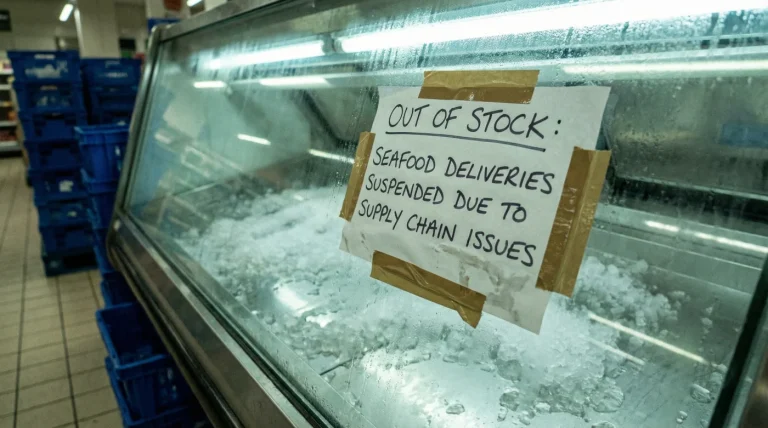 OUT OF STOCK:
SEAFOOD DELIVERIES
SUSPENDED DUE TO
SUPPLY CHAIN ISSUES